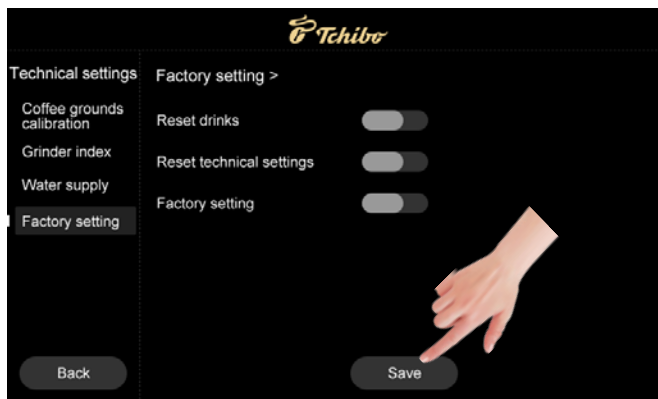 Tchibo
Technical settings
Coffee grounds
calibration
Grinder index
Water supply
Factory setting
Back
Factory setting >
Reset drinks
Reset technical settings
Factory setting
Save